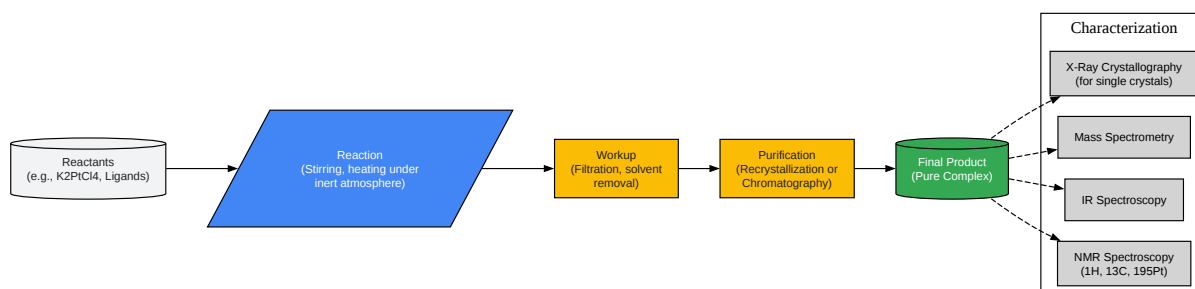 Reactants
(e.g., K2PtCl4, Ligands)
Reaction
(Stirring, heating under
inert atmosphere)
Workup
(Filtration, solvent
removal)
Purification
(Recrystallization or
Chromatography)
Final Product
(Pure Complex)
Characterization
X-Ray Crystallography
(for single crystals)
Mass Spectrometry
IR Spectroscopy
NMR Spectroscopy
(1H, 13C, 195Pt)